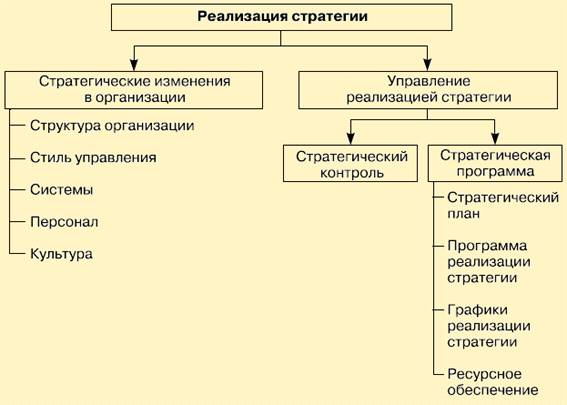 Реализация стратегии
Стратегические изменения
в организации
Структура организации
Стиль управления
Системы
Персонал
Культура
Управление
реализацией стратегии
Стратегический
контроль
Стратегическая
программа
Стратегический
план
Программа
реализации
стратегии
Графики
реализации
стратегии
Ресурсное
обеспечение